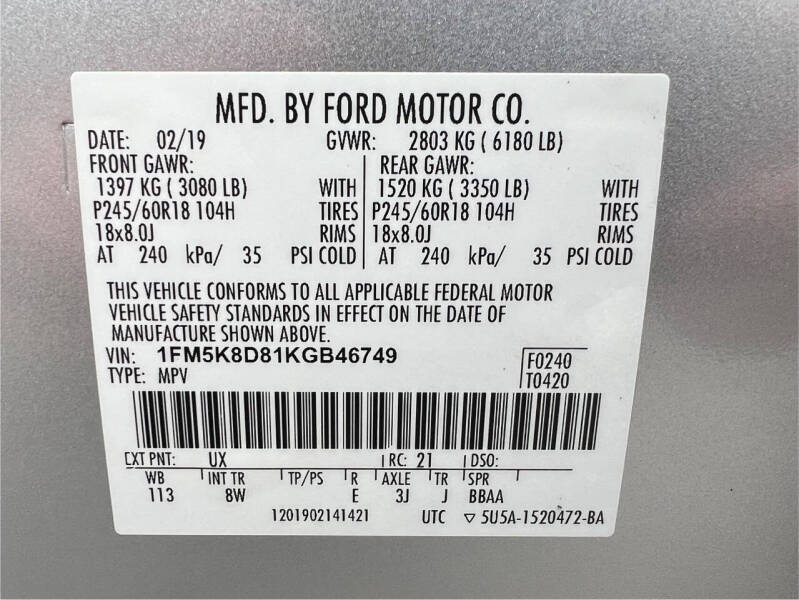 MFD. BY FORD MOTOR CO.
DATE: 02/19 GVWR: 2803 KG ( 6180 LB)
FRONT GAWR: REAR GAWR:
1397 KG ( 3080 LB) WITH 1520 KG ( 3350 LB) WITH
P245/60R18 104H TIRES P245/60R18 104H TIRES
18x8.0J RIMS 18x8.0J RIMS
AT 240 kPa/ 35 PSI COLD AT 240 kPa/ 35 PSI COLD
THIS VEHICLE CONFORMS TO ALL APPLICABLE FEDERAL MOTOR
VEHICLE SAFETY STANDARDS IN EFFECT ON THE DATE OF
MANUFACTURE SHOWN ABOVE.
VIN: 1FM5K8D81KGB46749 F0240
TYPE: MPV T0420
EXT PNT: UX RC: 21 DSO:
WB INT TR TP/PS R AXLE TR SPR
113 8W E 3J J BBAA
1201902141421 UTC ▽ 5U5A-1520472-BA